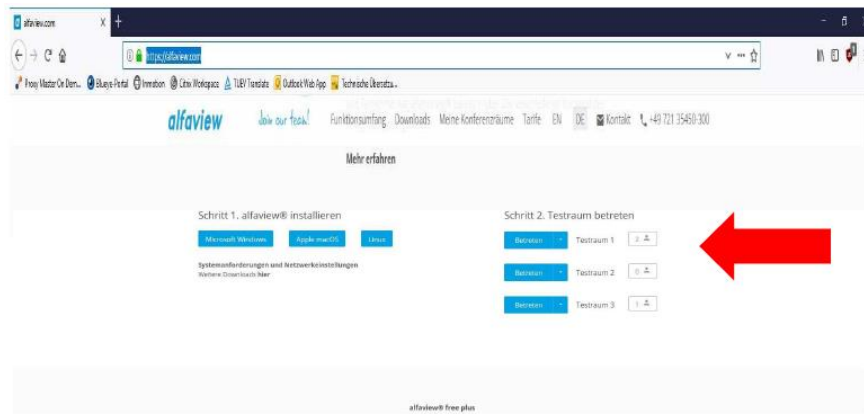 alfaview.com X +
https://alfaview.com
Proxy Master On Dem... Blueye-Portal Inmation Citrix Workspace TUEV Translate Outlook Web App Technische Übersetzu...
alfaview Join our team! Funktionsumfang Downloads Meine Konferenzräume Tarife EN DE Kontakt +49 721 35450-300
Mehr erfahren
Schritt 1. alfaview® installieren
Microsoft Windows Apple macOS Linux
Systemanforderungen und Netzwerkeinstellungen
Weitere Downloads hier
Schritt 2. Testraum betreten
Betreten Testraum 1 2
Betreten Testraum 2 0
Betreten Testraum 3 1
alfaview® free plus